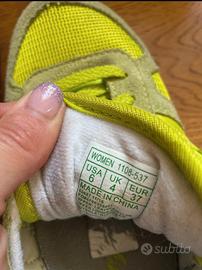 WOMEN 1108-537
USA UK EUR
6 4 37
MADE IN CHINA
subito